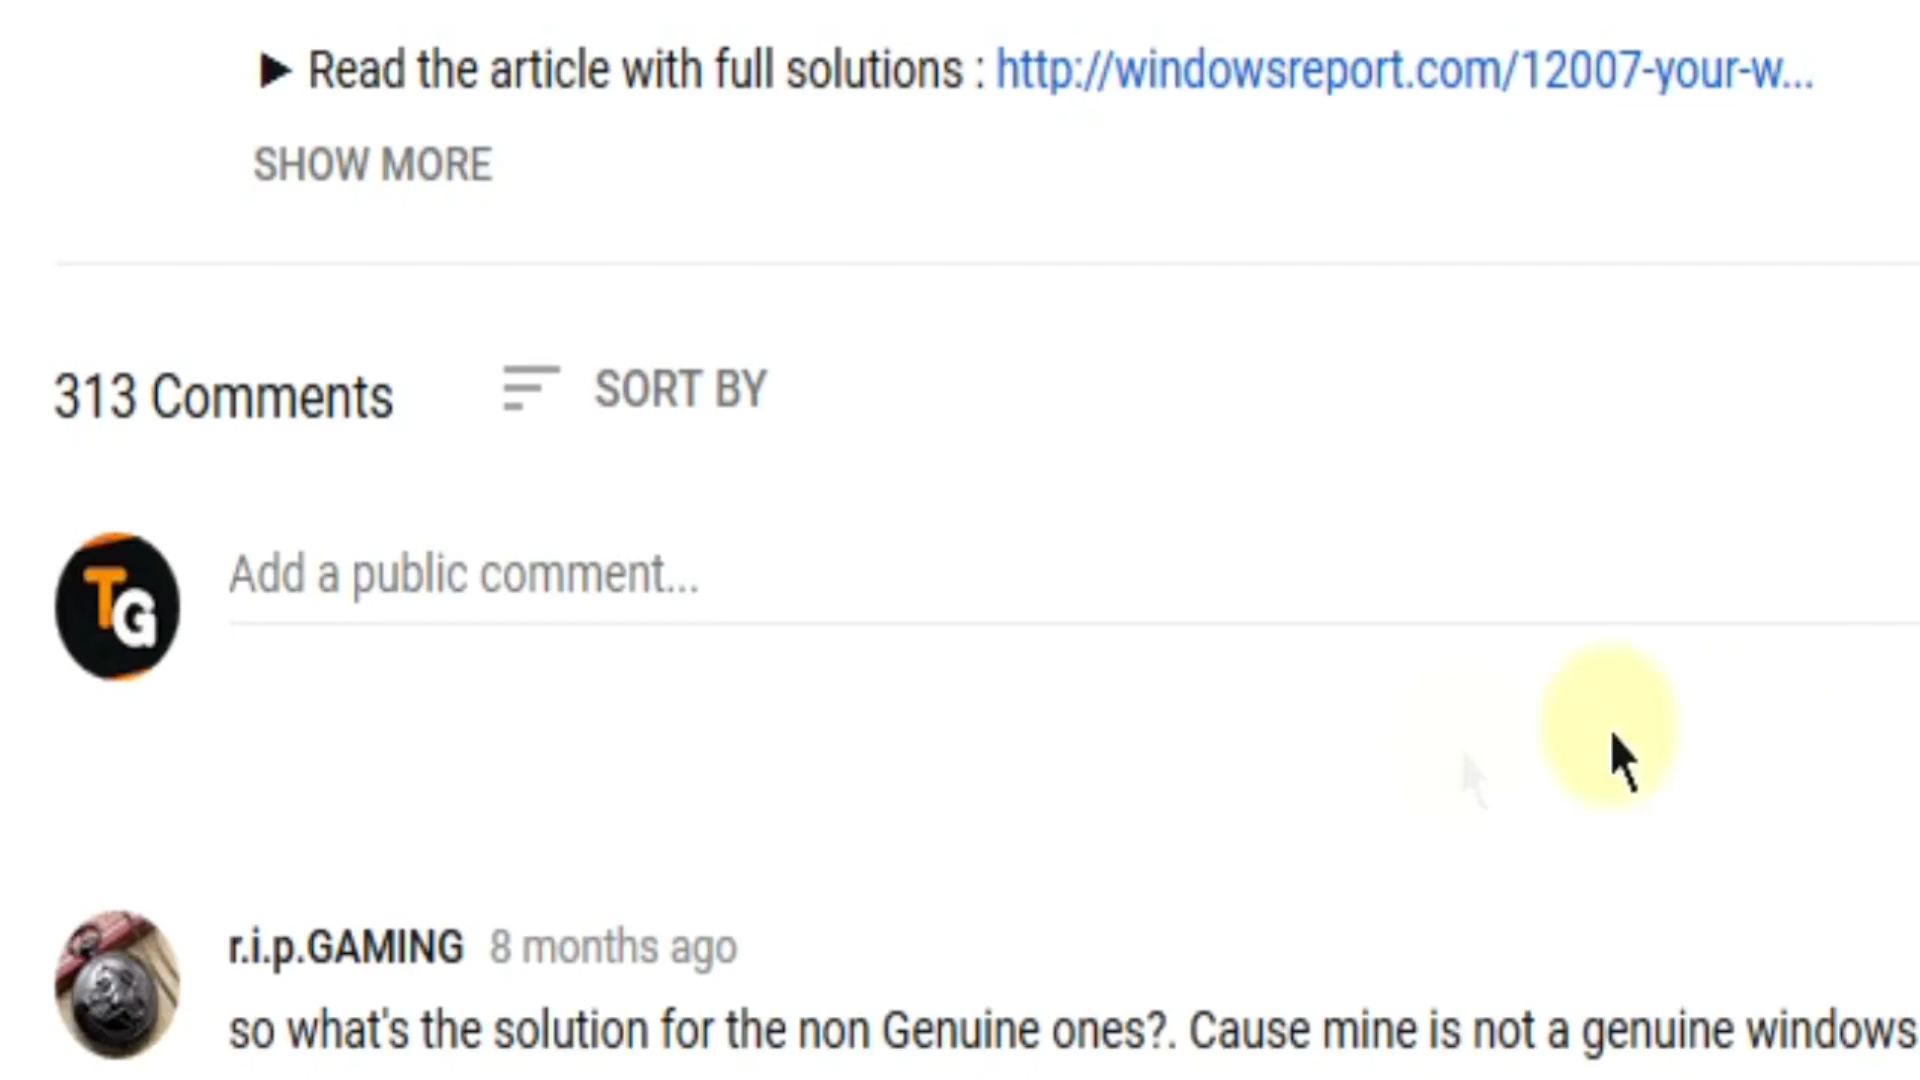 ▶ Read the article with full solutions : http://windowsreport.com/12007-your-w...
SHOW MORE
313 Comments SORT BY
TG
Add a public comment...
r.i.p.GAMING 8 months ago
so what's the solution for the non Genuine ones?. Cause mine is not a genuine windows